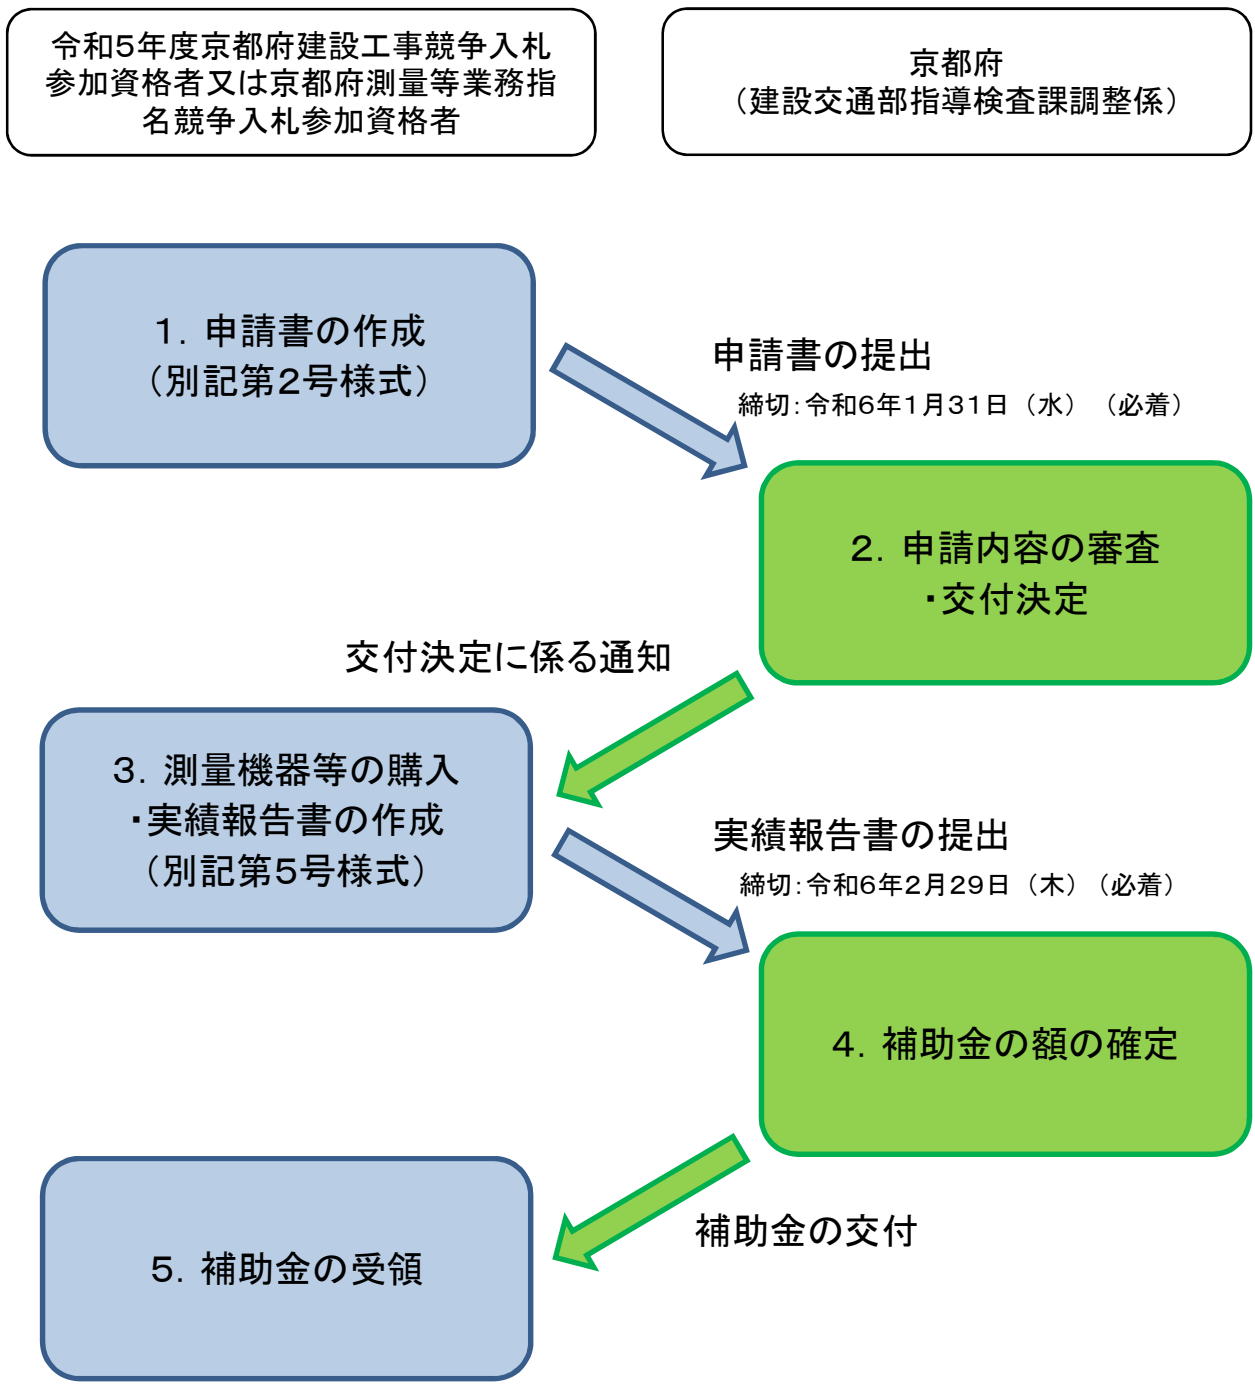 令和5年度京都府建設工事競争入札
参加資格者又は京都府測量等業務指
名競争入札参加資格者
京都府
（建設交通部指導検査課調整係）
1．申請書の作成
（別記第2号様式）
申請書の提出
締切：令和6年1月31日（水）（必着）
2．申請内容の審査
・交付決定
交付決定に係る通知
3．測量機器等の購入
・実績報告書の作成
（別記第5号様式）
実績報告書の提出
締切：令和6年2月29日（木）（必着）
4．補助金の額の確定
補助金の交付
5．補助金の受領